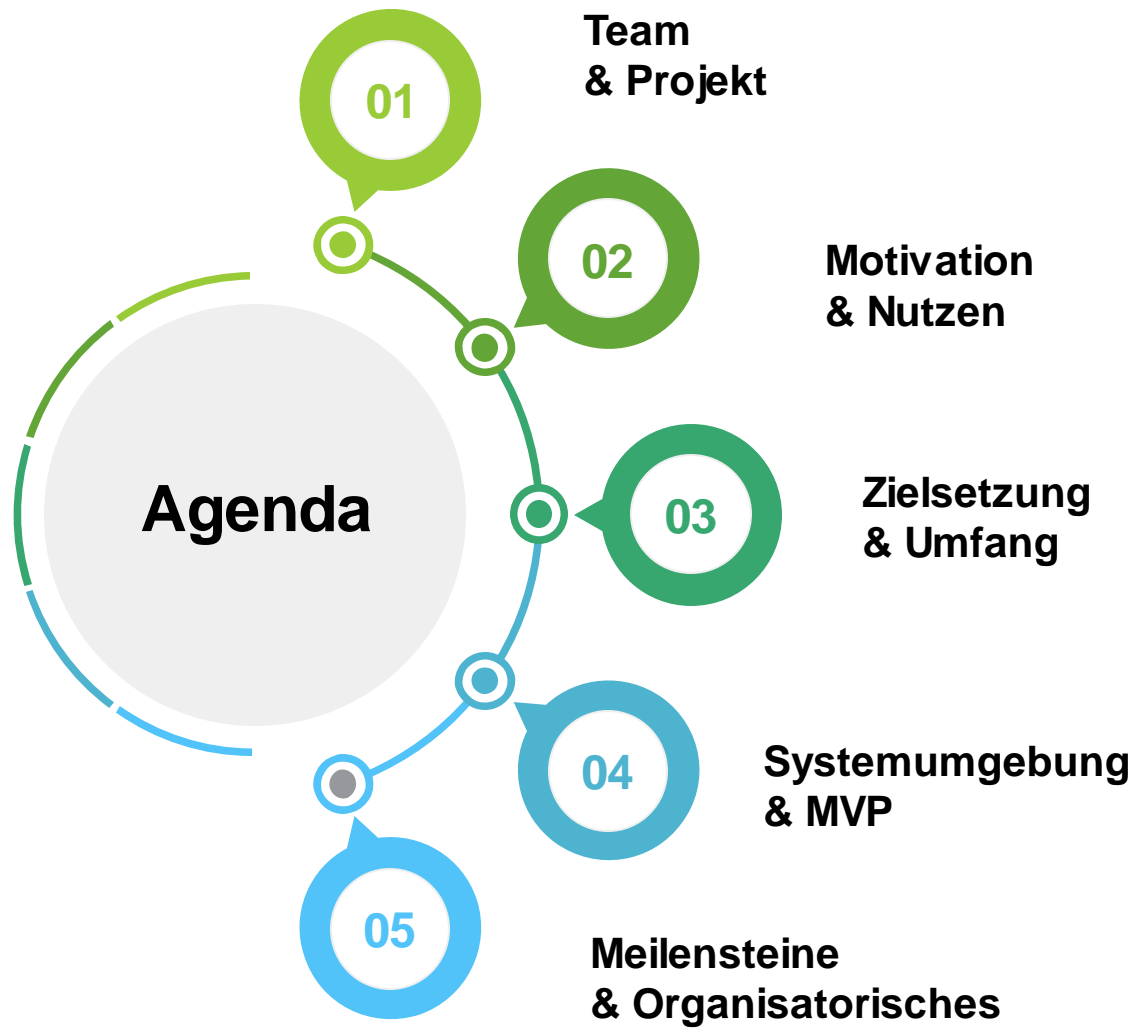 Agenda
01
Team
& Projekt
02
Motivation
& Nutzen
03
Zielsetzung
& Umfang
04
Systemumgebung
& MVP
05
Meilensteine
& Organisatorisches